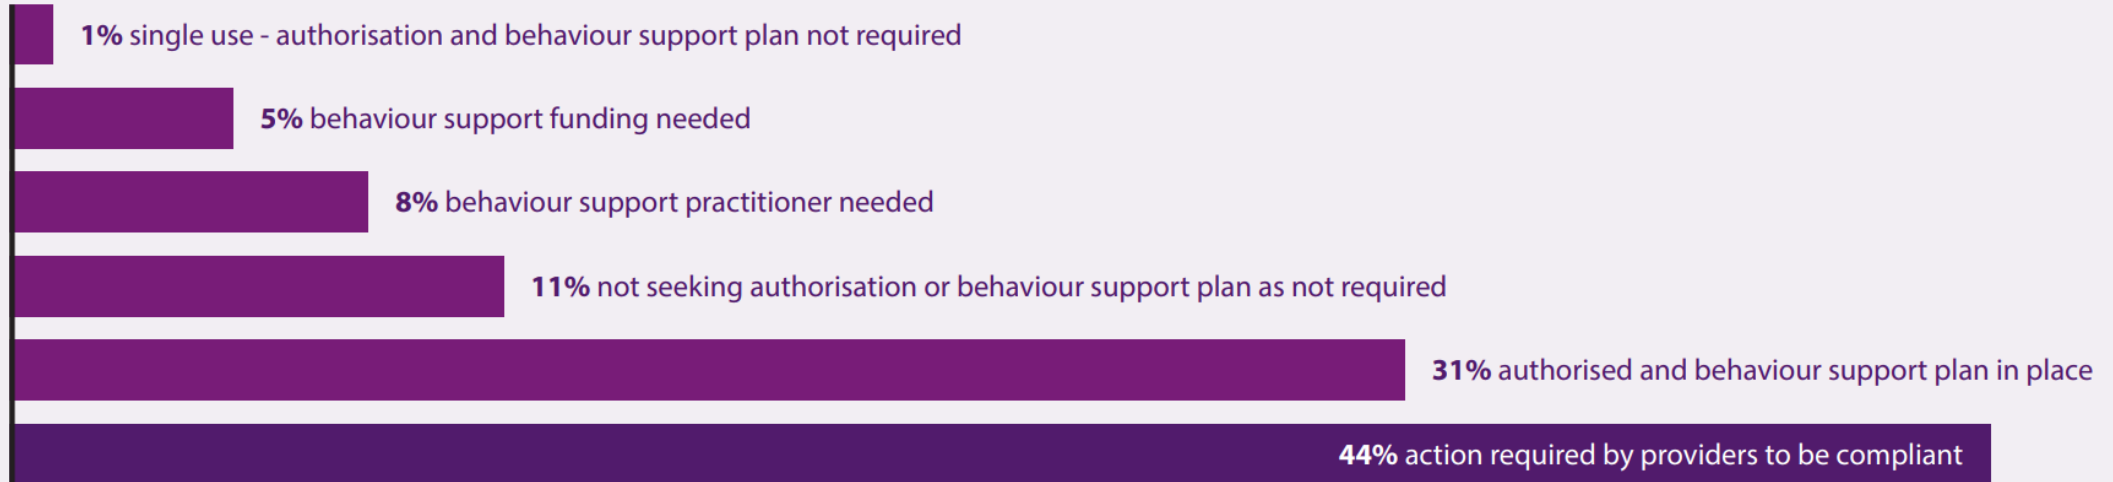 1% single use - authorisation and behaviour support plan not required
5% behaviour support funding needed
8% behaviour support practitioner needed
11% not seeking authorisation or behaviour support plan as not required
31% authorised and behaviour support plan in place
44% action required by providers to be compliant